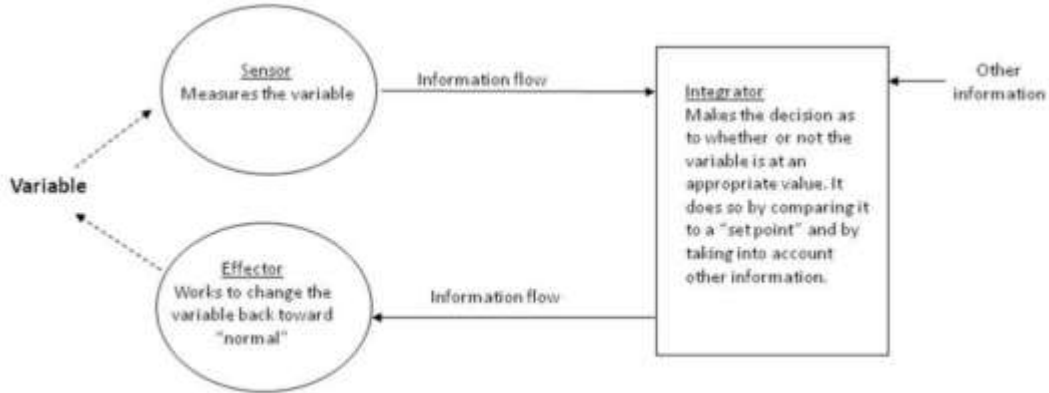 Sensor
Measures the variable
Information flow
Other
information
Integrator
Makes the decision as
to whether or not the
variable is at an
appropriate value. It
does so by comparing it
to a "set point" and by
taking into account
other information.
Variable
Effector
Works to change the
variable back toward
"normal"
Information flow